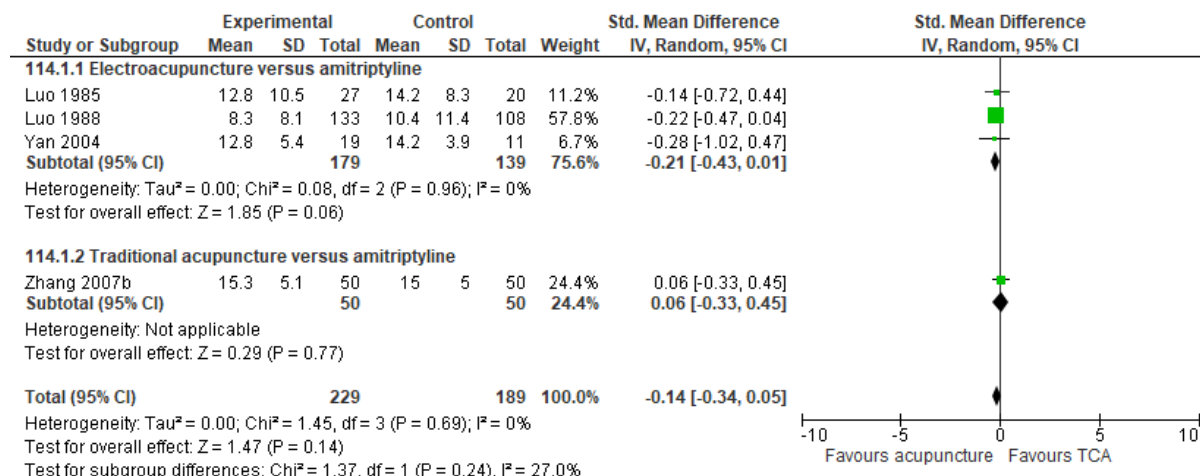 Experimental Control Std. Mean Difference Std. Mean Difference
Study or Subgroup Mean SD Total Mean SD Total Weight IV, Random, 95% CI IV, Random, 95% CI
114.1.1 Electroacupuncture versus amitriptyline
Luo 1985 12.8 10.5 27 14.2 8.3 20 11.2% -0.14 [-0.72, 0.44]
Luo 1988 8.3 8.1 133 10.4 11.4 108 57.8% -0.22 [-0.47, 0.04]
Yan 2004 12.8 5.4 19 14.2 3.9 11 6.7% -0.28 [-1.02, 0.47]
Subtotal (95% CI) 179 139 75.6% -0.21 [-0.43, 0.01]
Heterogeneity: Tau² = 0.00; Chi² = 0.08, df = 2 (P = 0.96); I² = 0%
Test for overall effect: Z = 1.85 (P = 0.06)
114.1.2 Traditional acupuncture versus amitriptyline
Zhang 2007b 15.3 5.1 50 15 5 50 24.4% 0.06 [-0.33, 0.45]
Subtotal (95% CI) 50 50 24.4% 0.06 [-0.33, 0.45]
Heterogeneity: Not applicable
Test for overall effect: Z = 0.29 (P = 0.77)
Total (95% CI) 229 189 100.0% -0.14 [-0.34, 0.05]
Heterogeneity: Tau² = 0.00; Chi² = 1.45, df = 3 (P = 0.69); I² = 0%
Test for overall effect: Z = 1.47 (P = 0.14)
Test for subgroup differences: Chi² = 1.37, df = 1 (P = 0.24), I² = 27.0%
-10 -5 0 5 10
Favours acupuncture Favours TCA